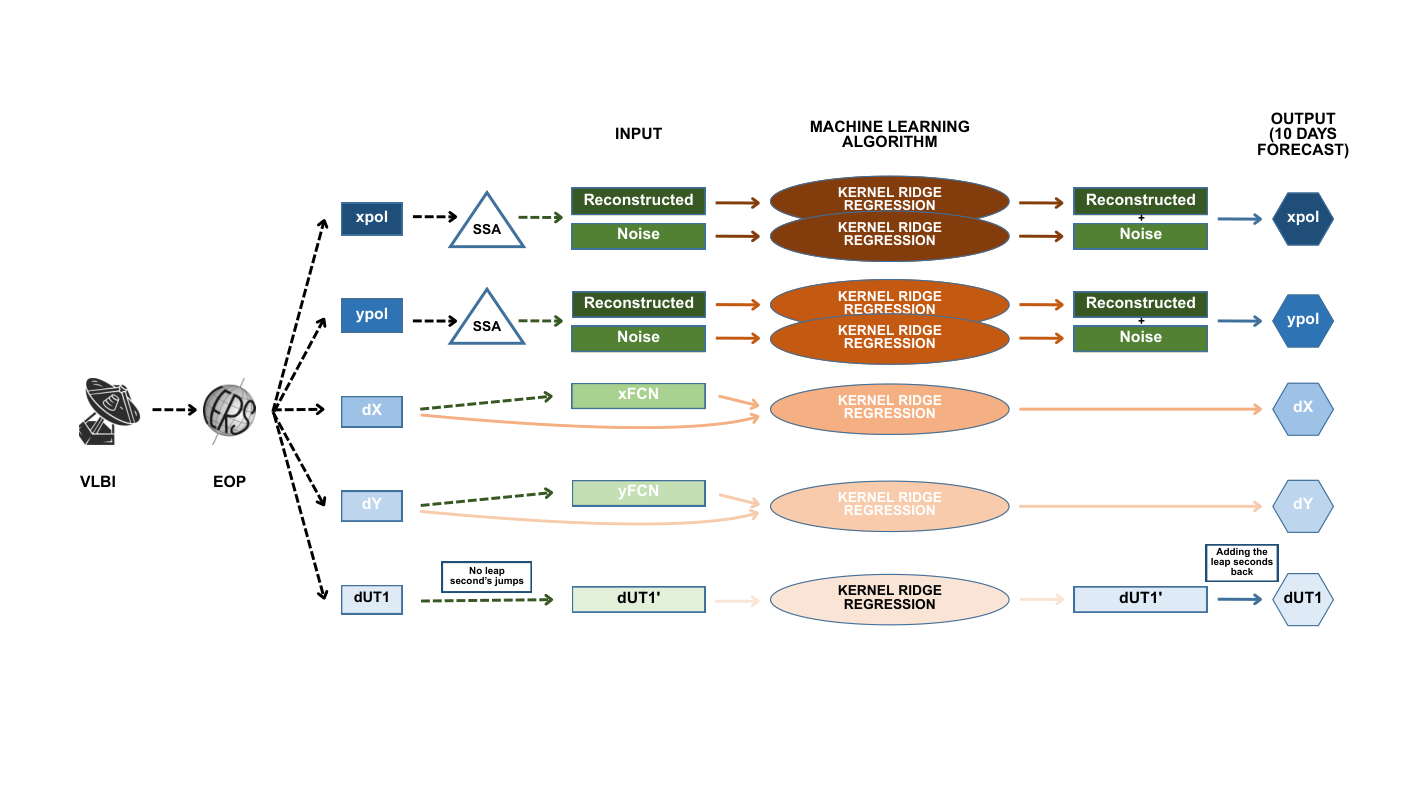 INPUT
MACHINE LEARNING
ALGORITHM
OUTPUT
(10 DAYS
FORECAST)
xpol
SSA
Reconstructed
Noise
KERNEL RIDGE
REGRESSION
KERNEL RIDGE
REGRESSION
Reconstructed
+
Noise
xpol
ypol
SSA
Reconstructed
Noise
KERNEL RIDGE
REGRESSION
KERNEL RIDGE
REGRESSION
Reconstructed
+
Noise
ypol
dX
xFCN
KERNEL RIDGE
REGRESSION
dX
IERS
VLBI
EOP
dY
yFCN
KERNEL RIDGE
REGRESSION
dY
dUT1
No leap
second's jumps
dUT1'
KERNEL RIDGE
REGRESSION
dUT1'
Adding the
leap seconds
back
dUT1